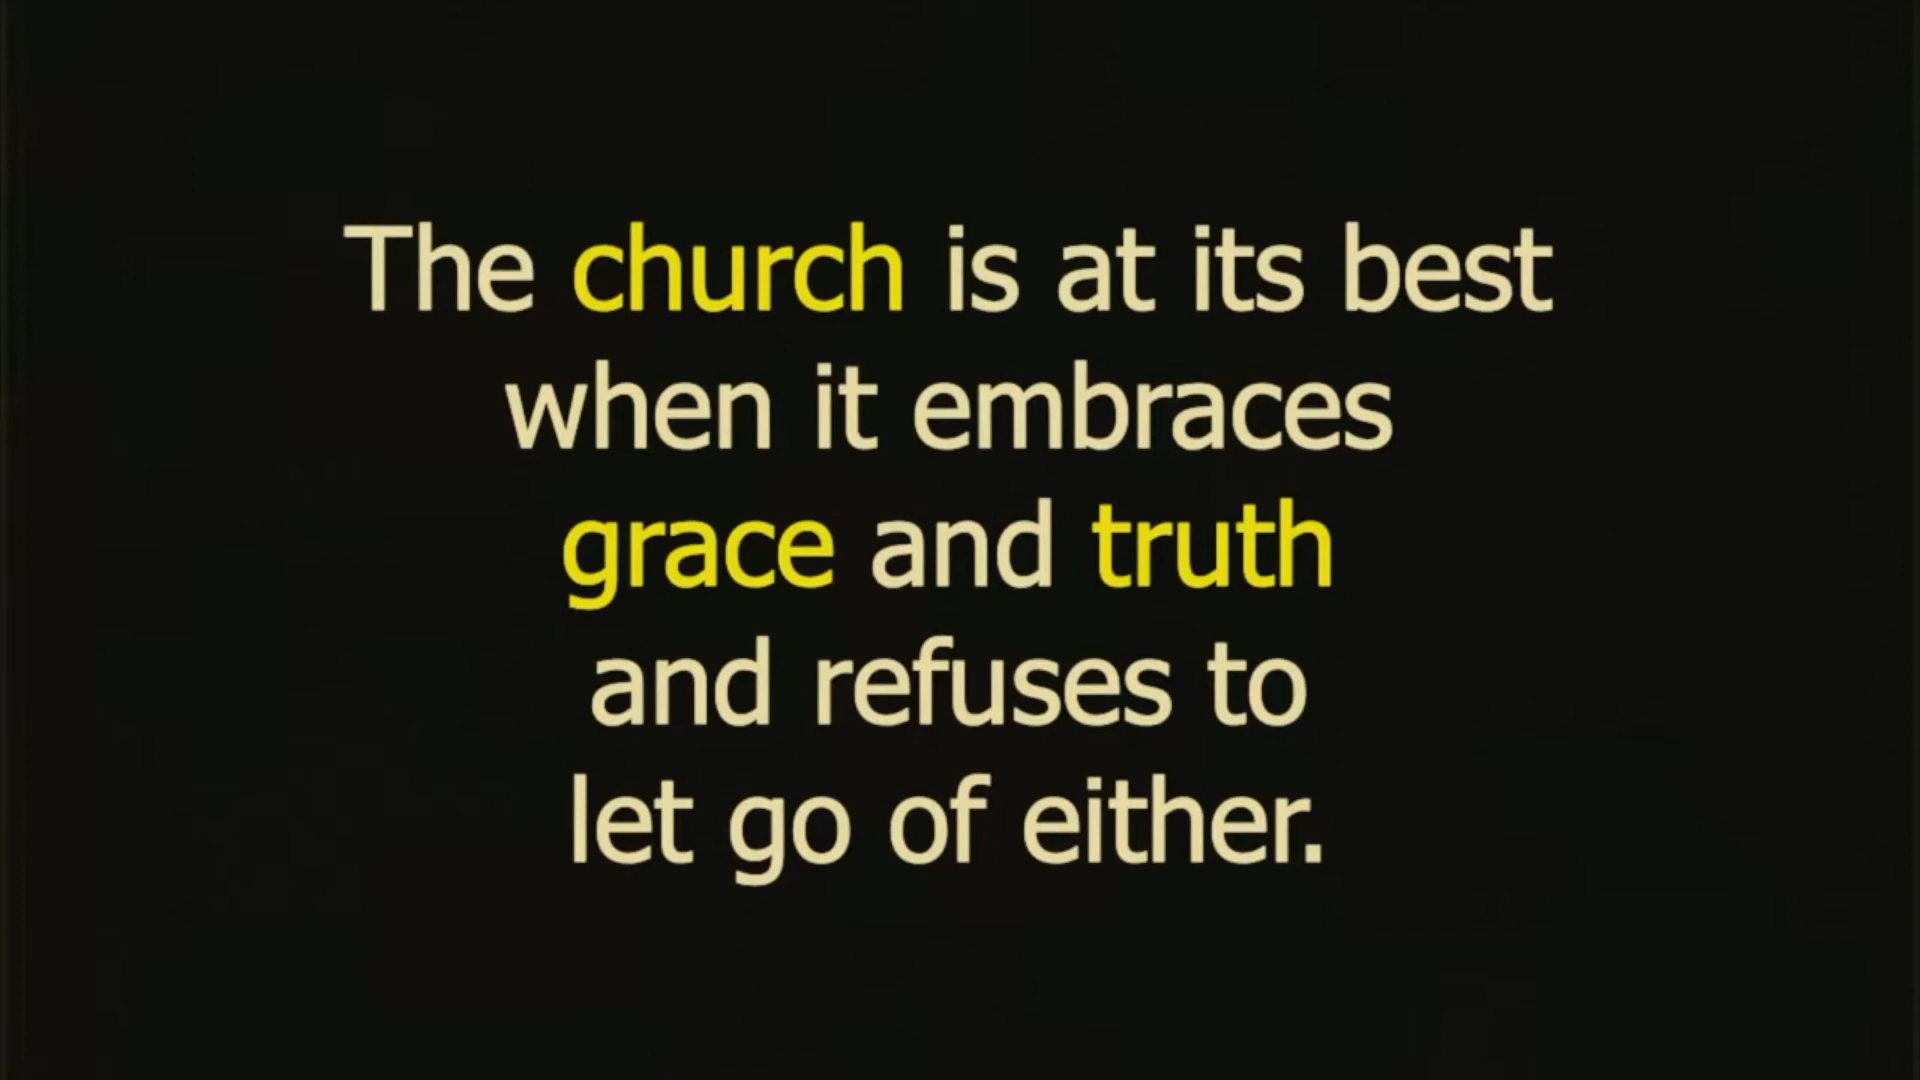 The church is at its best
when it embraces
grace and truth
and refuses to
let go of either.